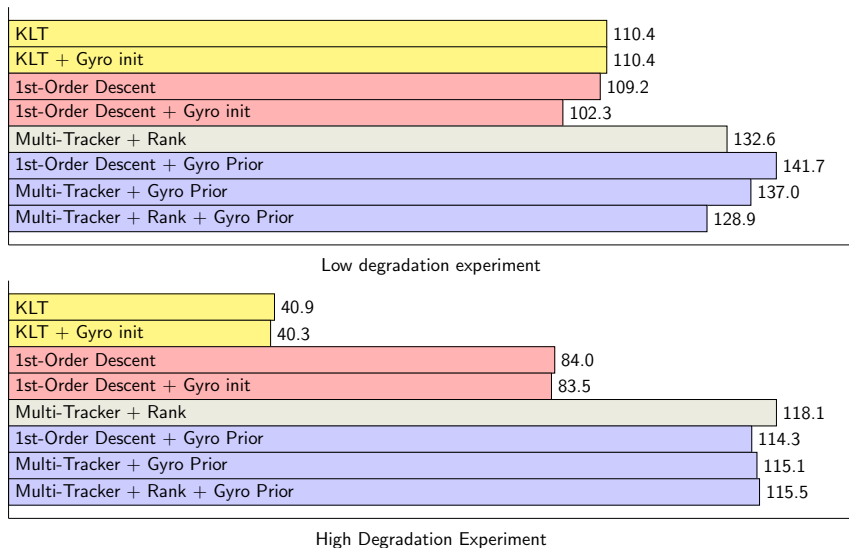 KLT 110.4
KLT + Gyro init 110.4
1st-Order Descent 109.2
1st-Order Descent + Gyro init 102.3
Multi-Tracker + Rank 132.6
1st-Order Descent + Gyro Prior 141.7
Multi-Tracker + Gyro Prior 137.0
Multi-Tracker + Rank + Gyro Prior 128.9
Low degradation experiment
KLT 40.9
KLT + Gyro init 40.3
1st-Order Descent 84.0
1st-Order Descent + Gyro init 83.5
Multi-Tracker + Rank 118.1
1st-Order Descent + Gyro Prior 114.3
Multi-Tracker + Gyro Prior 115.1
Multi-Tracker + Rank + Gyro Prior 115.5
High Degradation Experiment